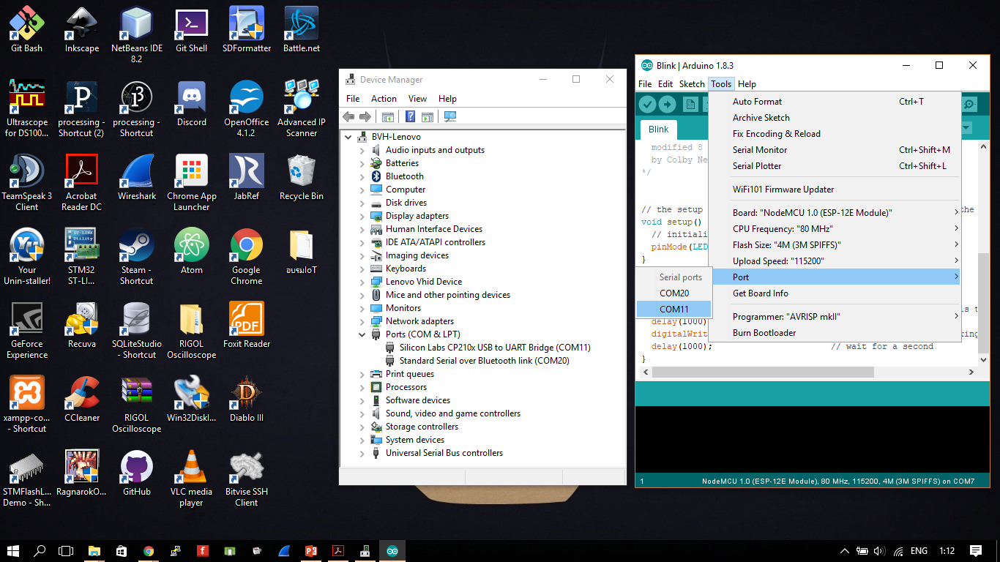 Git Bash
Inkscape
NetBeans IDE
8.2
Git Shell
SDFormatter
Battle.net
Ultrascope
for DS100...
processing -
Shortcut (2)
processing -
Shortcut
Discord
OpenOffice
4.1.2
Advanced IP
Scanner
TeamSpeak 3
Client
Acrobat
Reader DC
Wireshark
Chrome App
Launcher
JabRef
Recycle Bin
Your
Unin-staller!
STM32
ST-LI...
Steam -
Shortcut
Atom
Google
Chrome
อบรมIoT
GeForce
Experience
Recuva
SQLiteStudio
- Shortcut
RIGOL
Oscilloscope
Foxit Reader
xampp-co...
- Shortcut
CCleaner
RIGOL
Oscilloscope
Win32DiskI...
Diablo III
STMFlashL...
Demo - Sh...
RagnarokO...
GitHub
VLC media
player
Bitvise SSH
Client
Device Manager
File Action View Help
BVH-Lenovo
Audio inputs and outputs
Batteries
Bluetooth
Computer
Disk drives
Display adapters
Human Interface Devices
IDE ATA/ATAPI controllers
Imaging devices
Keyboards
Lenovo Vhid Device
Mice and other pointing devices
Monitors
Network adapters
Ports (COM & LPT)
Silicon Labs CP210x USB to UART Bridge (COM11)
Standard Serial over Bluetooth link (COM20)
Print queues
Processors
Software devices
Sound, video and game controllers
Storage controllers
System devices
Universal Serial Bus controllers
Blink | Arduino 1.8.3
File Edit Sketch Tools Help
Blink
modified 8
by Colby Ne
*/
// the setup
he
void setup()
// initiali
pinMode(LED
}
s t
delay(1000)
digitalWrit
ring
delay(1000); // wait for a second
}
Auto Format Ctrl+T
Archive Sketch
Fix Encoding & Reload
Serial Monitor Ctrl+Shift+M
Serial Plotter Ctrl+Shift+L
WiFi101 Firmware Updater
Board: "NodeMCU 1.0 (ESP-12E Module)"
CPU Frequency: "80 MHz"
Flash Size: "4M (3M SPIFFS)"
Upload Speed: "115200"
Port
Get Board Info
Programmer: "AVRISP mkII"
Burn Bootloader
Serial ports
COM20
COM11
1 NodeMCU 1.0 (ESP-12E Module), 80 MHz, 115200, 4M (3M SPIFFS) on COM7
ENG 1:12